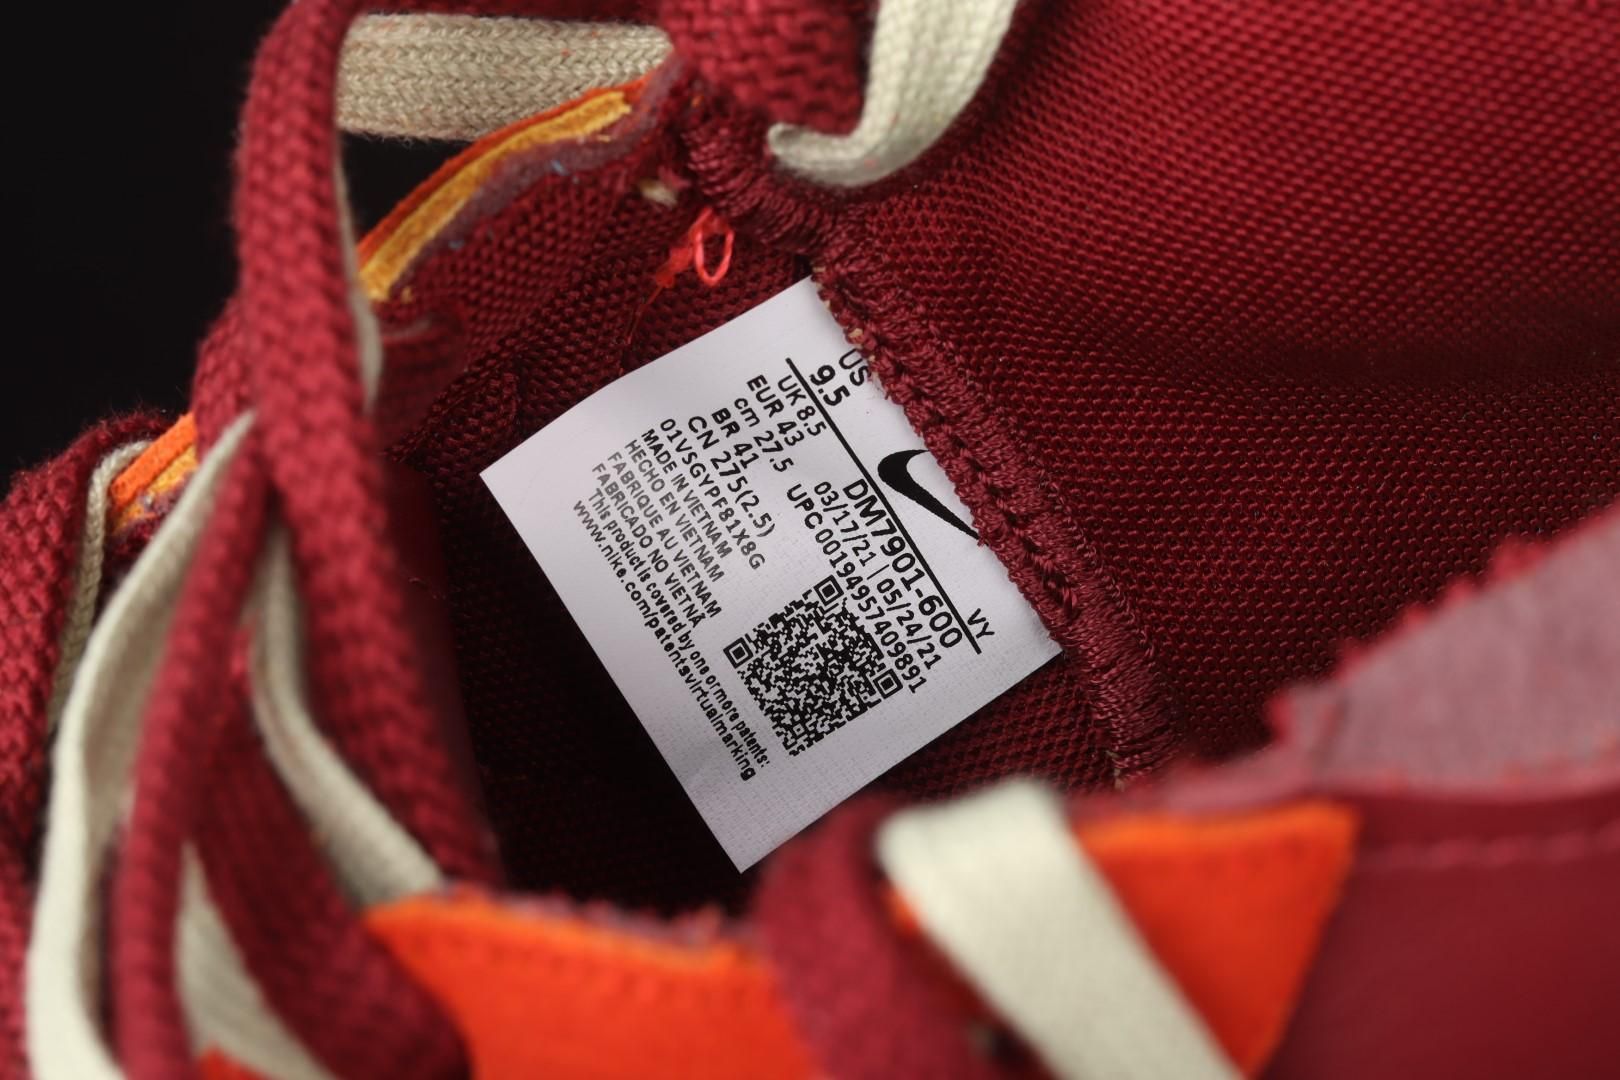 US
9.5
UK 8.5
EUR 43
cm 27.5
BR 41
CN 275(2.5)
01VSGYPF81X8G
MADE IN VIETNAM
HECHO EN VIETNAM
FABRIQUE AU VIETNAM
FABRICADO NO VIETNÃ
This product is covered by one or more patents:
www.nike.com/patentsvirtualmarking
VY
DM7901-600
03/17/21 | 05/24/21
UPC 00194957409891